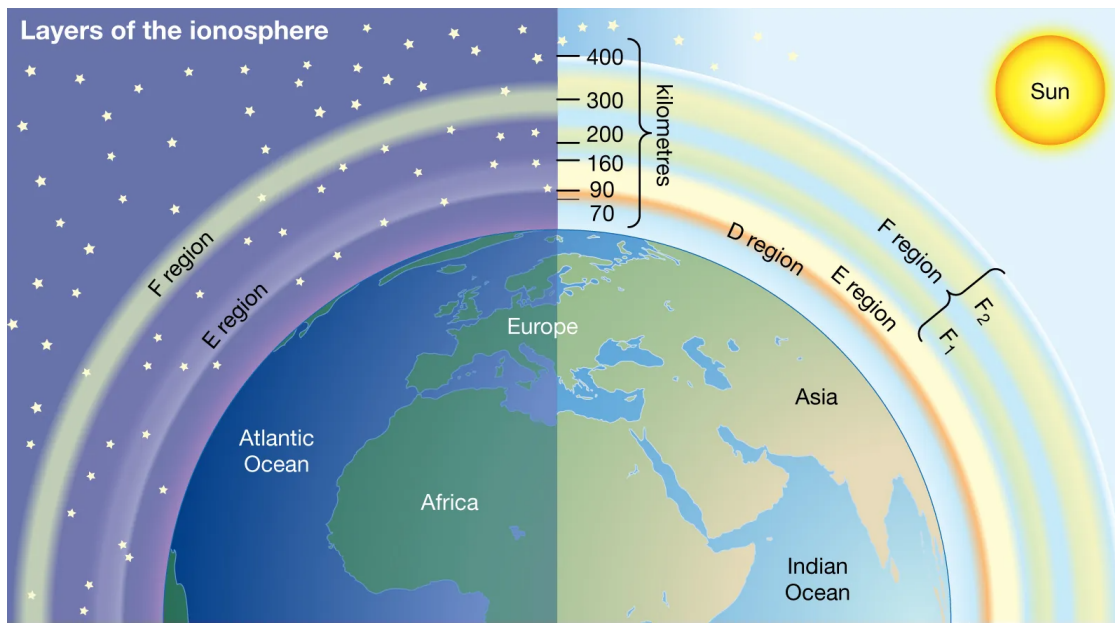 Layers of the ionosphere
400
300
200
160
90
70
kilometres
Sun
F region
E region
D region
E region
F region
F₂
F₁
Europe
Asia
Atlantic
Ocean
Africa
Indian
Ocean